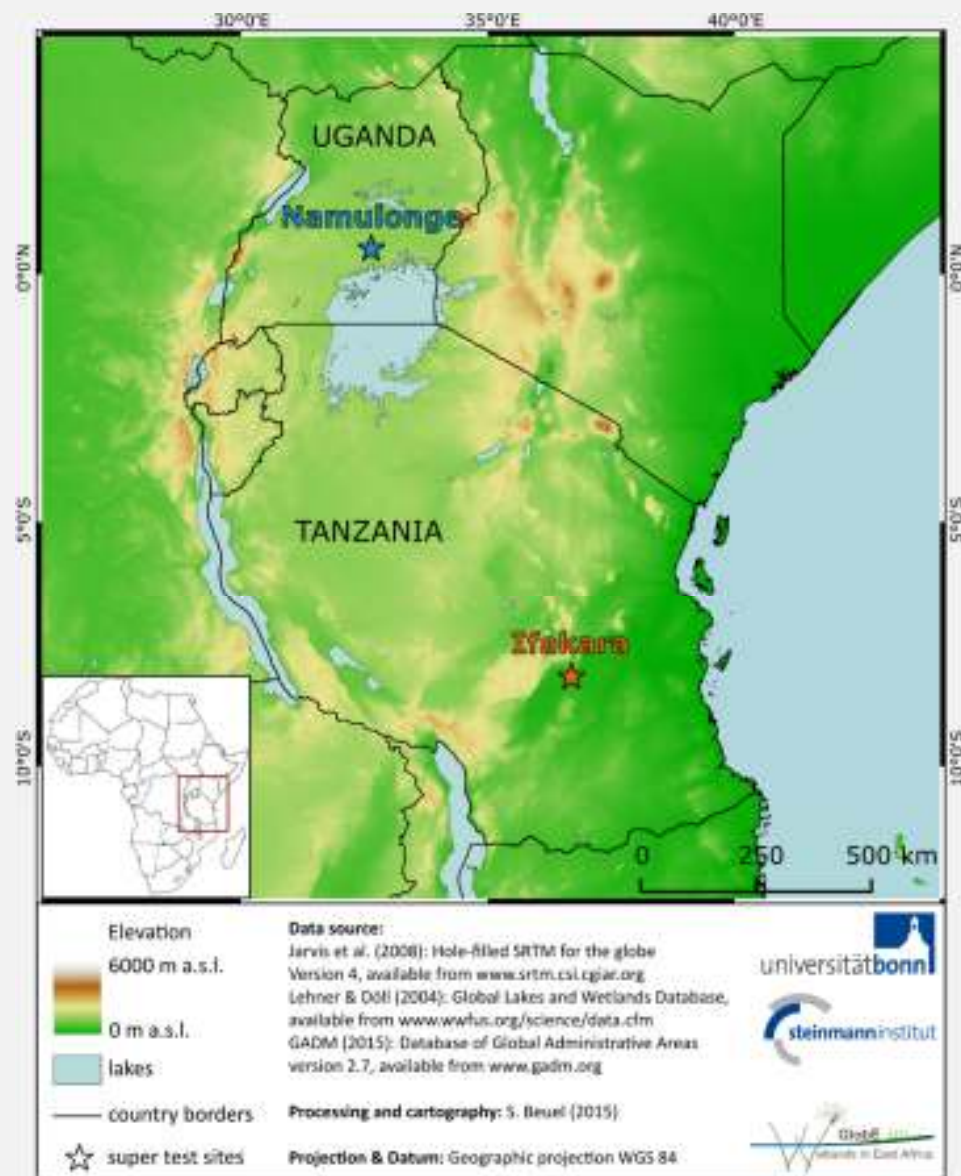 30°0'E 35°0'E 40°0'E
0°0'N 0°0'N
5°0'S 5°0'S
10°0'S
UGANDA
Namulonge
TANZANIA
Ifakara
0 250 500 km
Elevation
6000 m a.s.l.
0 m a.s.l.
lakes
country borders
super test sites
Data source:
Jarvis et al. (2008): Hole-filled SRTM for the globe
Version 4, available from www.srtm.csi.cgiar.org
Lehner & Döll (2004): Global Lakes and Wetlands Database,
available from www.wwfus.org/science/data.cfm
GADM (2015): Database of Global Administrative Areas
version 2.7, available from www.gadm.org
Processing and cartography: S. Beuel (2015)
Projection & Datum: Geographic projection WGS 84
universitätbonn
steinmanninstitut
GlobE
Wetlands in East Africa